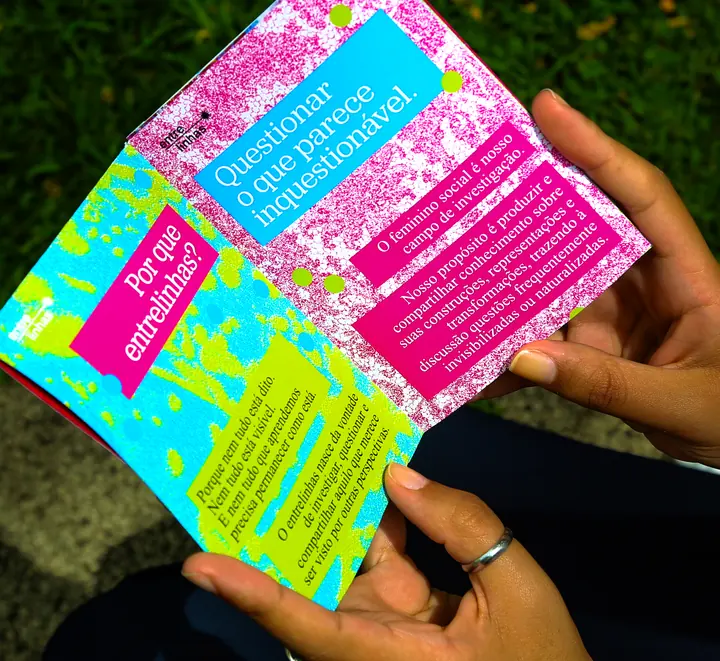 entre
linhas
Por que
entrelinhas?
Porque nem tudo está dito.
Nem tudo está visível.
E nem tudo que aprendemos
precisa permanecer como está.
O entrelinhas nasce da vontade
de investigar, questionar e
compartilhar aquilo que merece
ser visto por outras perspectivas.
entre
linhas
Questionar
o que parece
inquestionável.
O feminino social é nosso
campo de investigação.
Nosso propósito é produzir e
compartilhar conhecimento sobre
suas construções, representações e
transformações, trazendo à
discussão questões frequentemente
invisibilizadas ou naturalizadas.